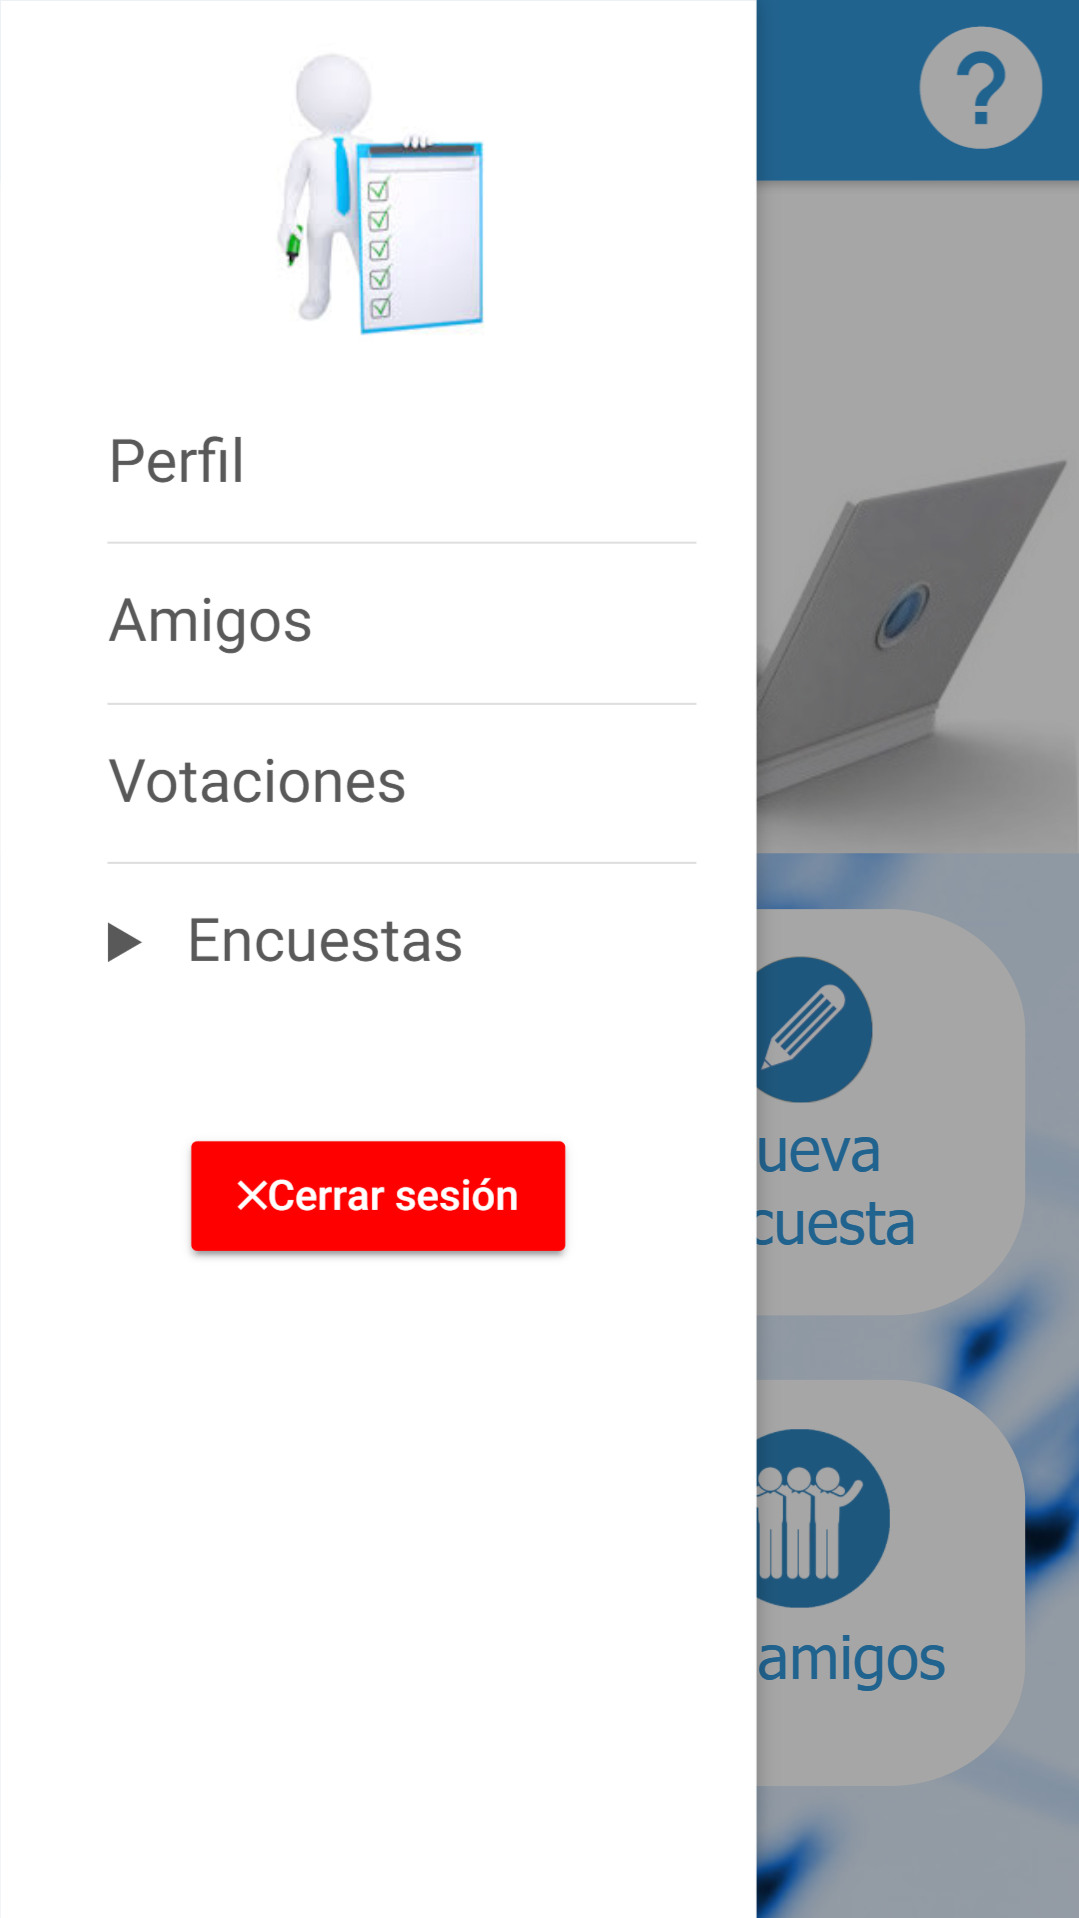 ?
Perfil
Amigos
Votaciones
Encuestas
ueva
cuesta
Cerrar sesión
amigos